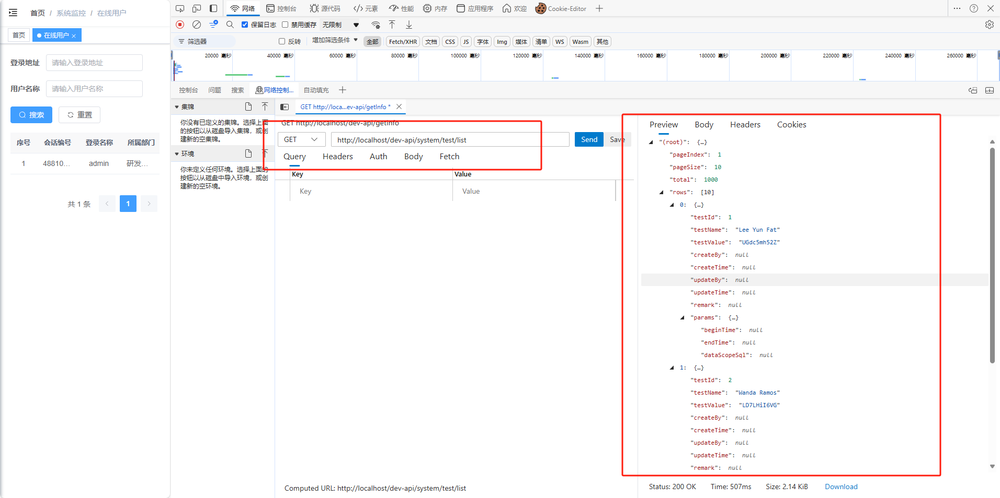 首页 / 系统监控 / 在线用户
首页
在线用户 ×
登录地址 请输入登录地址
用户名称 请输入用户名称
搜索 重置
序号 会话编号 登录名称 所属部门
1 48810... admin 研发...
共 1 条 1
网络 控制台 源代码 元素 性能 内存 应用程序 欢迎 Cookie-Editor
保留日志 禁用缓存 无限制
筛选器 反转 增加筛选条件 全部 Fetch/XHR 文档 CSS JS 字体 Img 媒体 清单 WS Wasm 其他
20000 毫秒 40000 毫秒 60000 毫秒 80000 毫秒 100000 毫秒 120000 毫秒 140000 毫秒 160000 毫秒 180000 毫秒 200000 毫秒 220000 毫秒 240000 毫秒 260000 毫秒
控制台 问题 搜索 网络控制... 自动填充
集锦
你没有已定义的集锦。选择上面
的按钮以从磁盘导入集锦，或创
建新的空集锦。
环境
你未定义任何环境。选择上面的
按钮以从磁盘中导入环境，或创
建新的空环境。
GET http://loca...ev-api/getInfo *
GET http://localhost/dev-api/getInfo
GET http://localhost/dev-api/system/test/list Send Save
Query Headers Auth Body Fetch
Key Value
Key Value
Computed URL: http://localhost/dev-api/system/test/list
Preview Body Headers Cookies
"(root)": {…}
"pageIndex": 1
"pageSize": 10
"total": 1000
"rows": [10]
0: {…}
"testId": 1
"testName": "Lee Yun Fat"
"testValue": "UGdc5mh52Z"
"createBy": null
"createTime": null
"updateBy": null
"updateTime": null
"remark": null
"params": {…}
"beginTime": null
"endTime": null
"dataScopeSql": null
1: {…}
"testId": 2
"testName": "Wanda Ramos"
"testValue": "LD7LHiI6VG"
"createBy": null
"createTime": null
"updateBy": null
"updateTime": null
"remark": null
Status: 200 OK Time: 507ms Size: 2.14 KiB Download